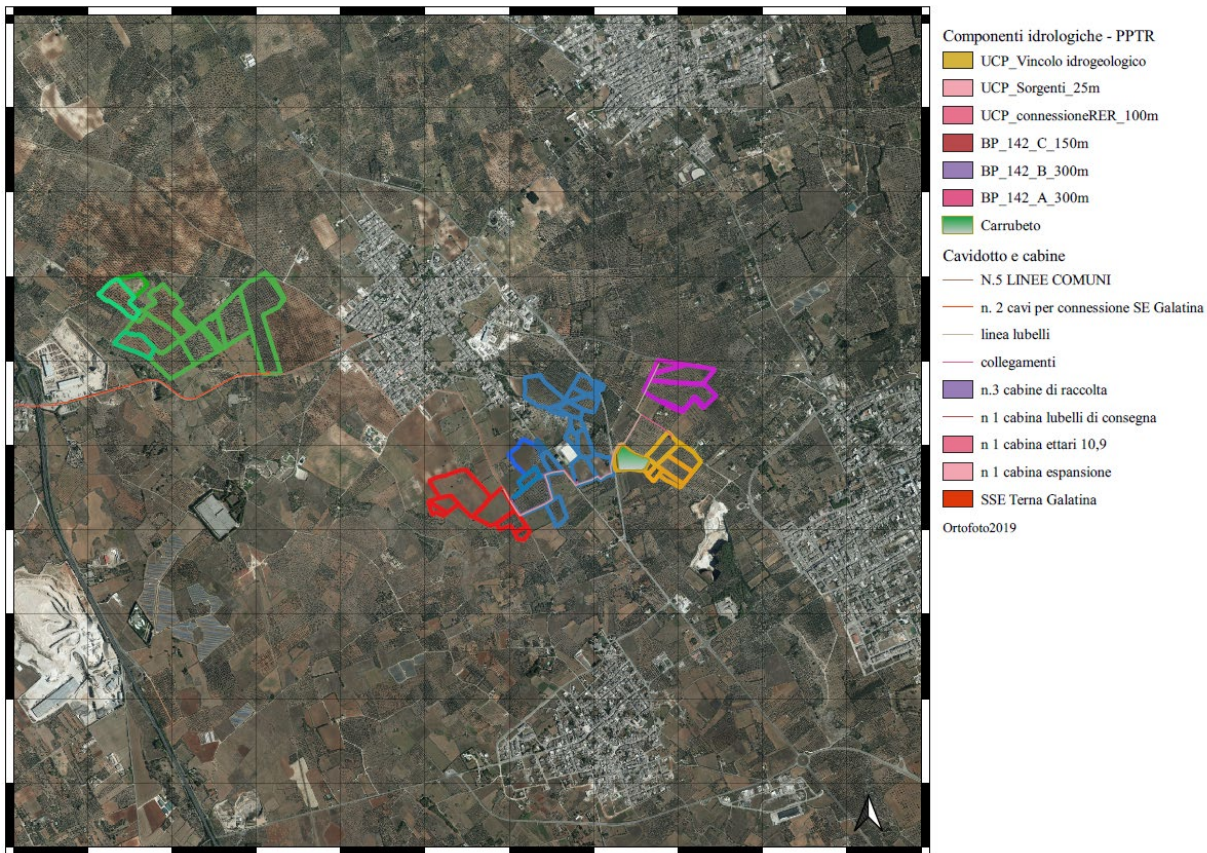 Componenti idrologiche - PPTR
UCP_Vincolo idrogeologico
UCP_Sorgenti_25m
UCP_connessioneRER_100m
BP_142_C_150m
BP_142_B_300m
BP_142_A_300m
Carrubeto
Cavidotto e cabine
N.5 LINEE COMUNI
n. 2 cavi per connessione SE Galatina
linea lubelli
collegamenti
n.3 cabine di raccolta
n 1 cabina lubelli di consegna
n 1 cabina ettari 10,9
n 1 cabina espansione
SSE Terna Galatina
Ortofoto2019